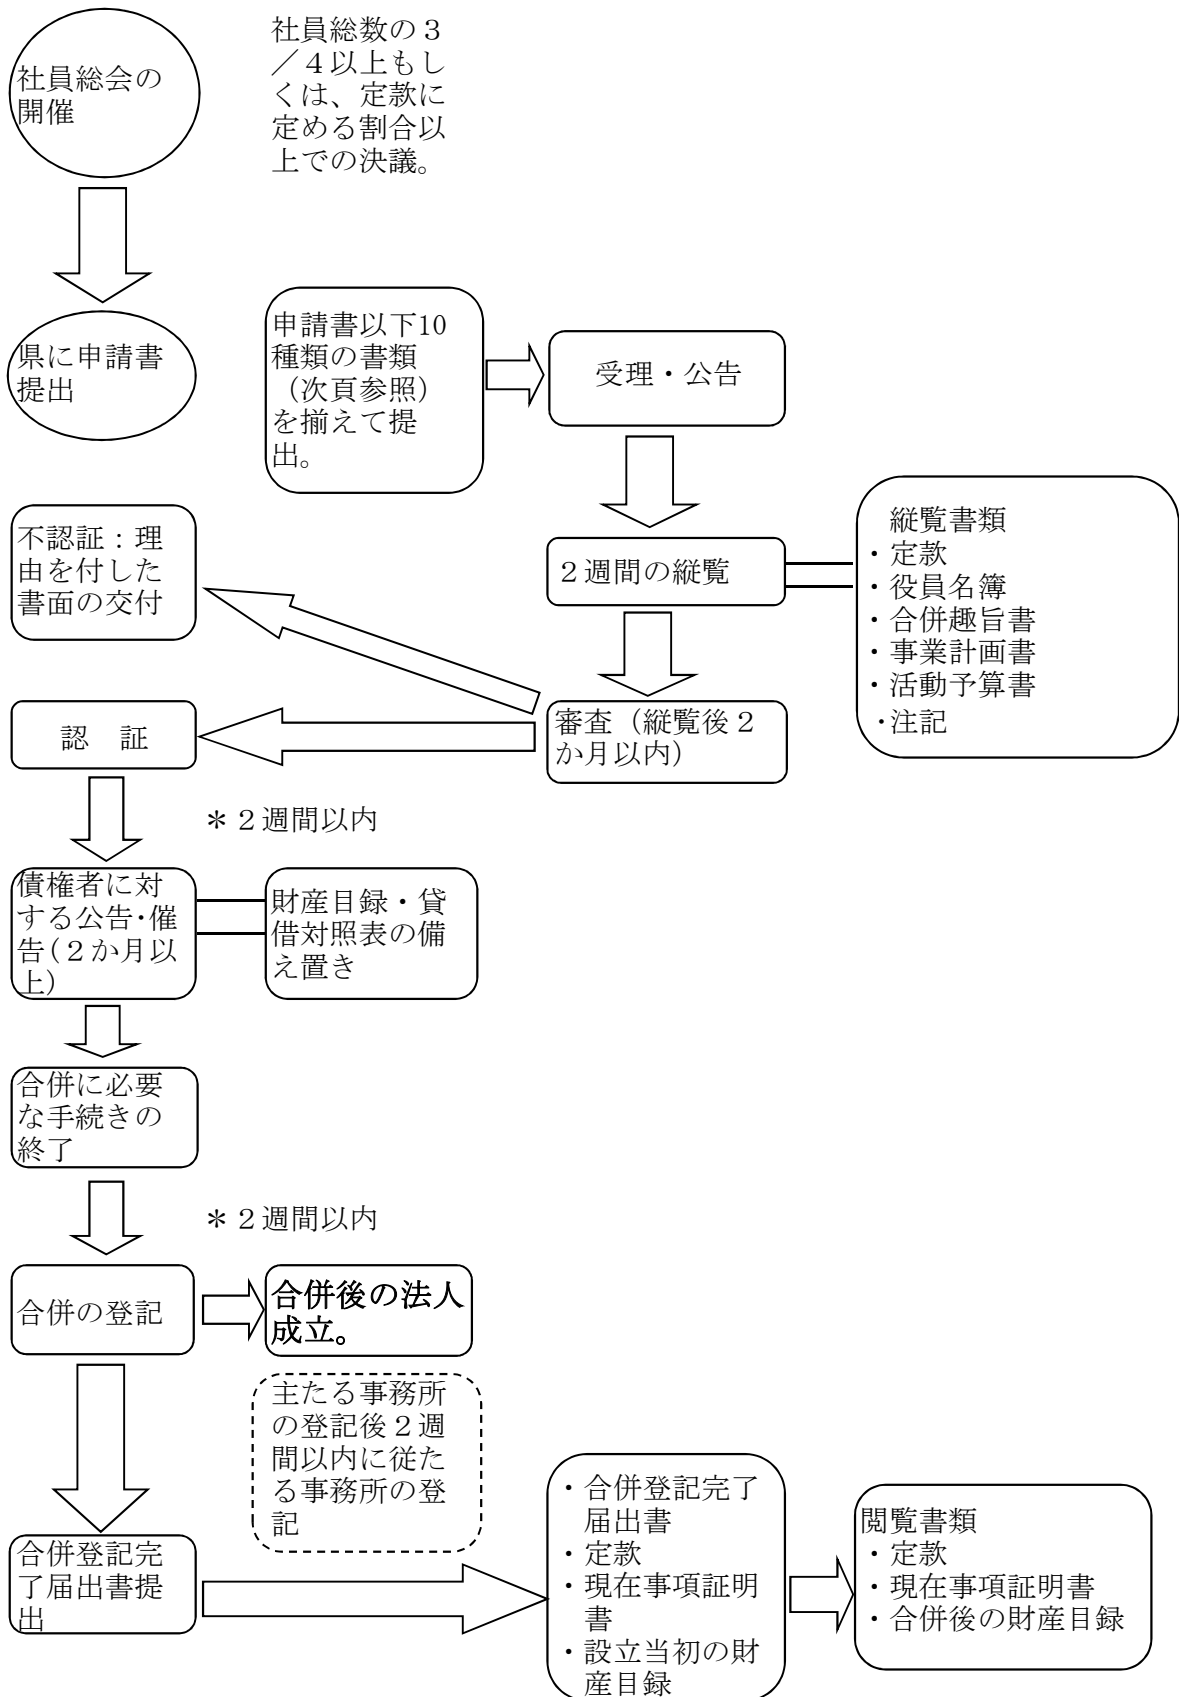 社員総会の
開催
社員総数の３
／４以上もし
くは、定款に
定める割合以
上での決議。
県に申請書
提出
申請書以下10
種類の書類
（次頁参照）
を揃えて提
出。
受理・公告
２週間の縦覧
縦覧書類
・定款
・役員名簿
・合併趣旨書
・事業計画書
・活動予算書
・注記
不認証：理
由を付した
書面の交付
審査（縦覧後２
か月以内）
認　証
＊２週間以内
債権者に対
する公告・催
告（２か月以
上）
財産目録・貸
借対照表の備
え置き
合併に必要
な手続きの
終了
＊２週間以内
合併の登記
合併後の法人
成立。
主たる事務所
の登記後２週
間以内に従た
る事務所の登
記
合併登記完
了届出書提
出
・合併登記完了
届出書
・定款
・現在事項証明
書
・設立当初の財
産目録
閲覧書類
・定款
・現在事項証明書
・合併後の財産目録